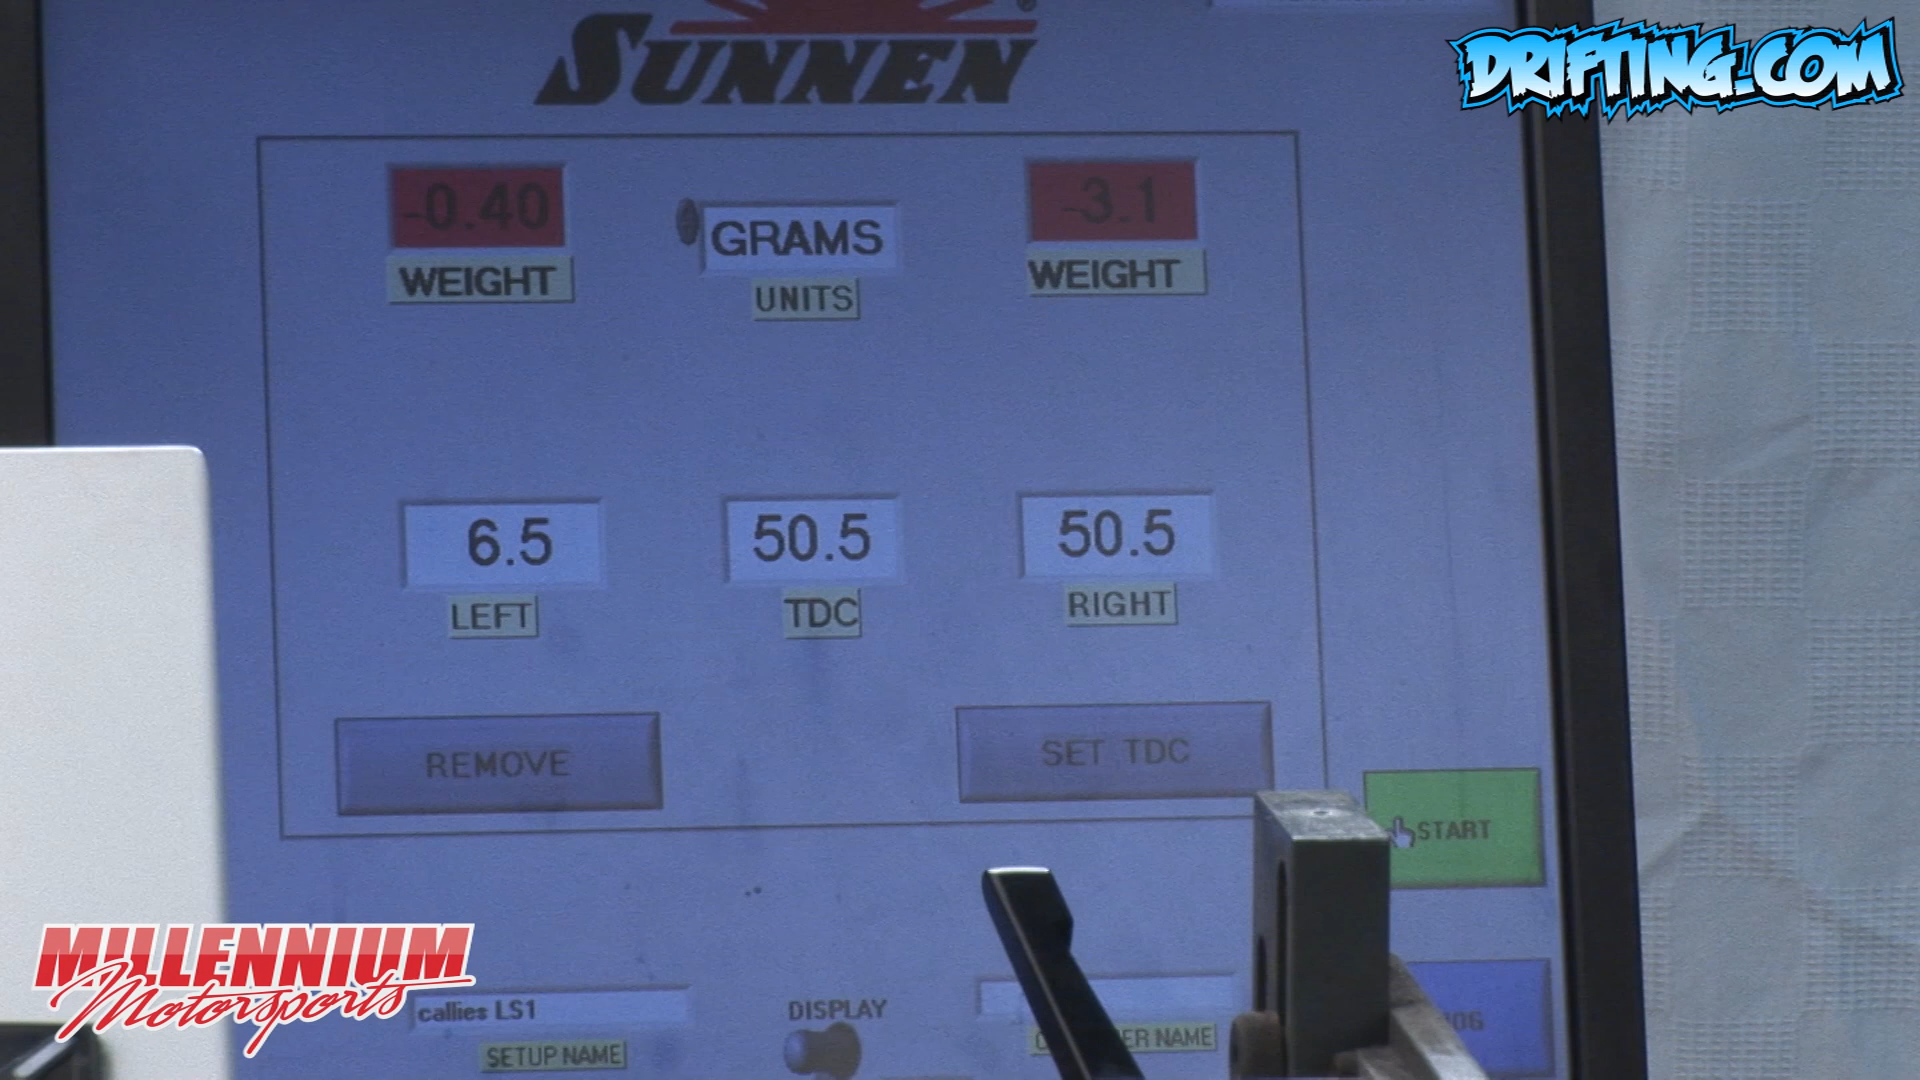 SUNNEN®
DRIFTING.COM
-0.40
GRAMS
-3.1
WEIGHT
UNITS
WEIGHT
6.5
50.5
50.5
LEFT
TDC
RIGHT
REMOVE
SET TDC
START
MILLENNIUM
Motorsports
callies LS1
DISPLAY
SETUP NAME
NAME